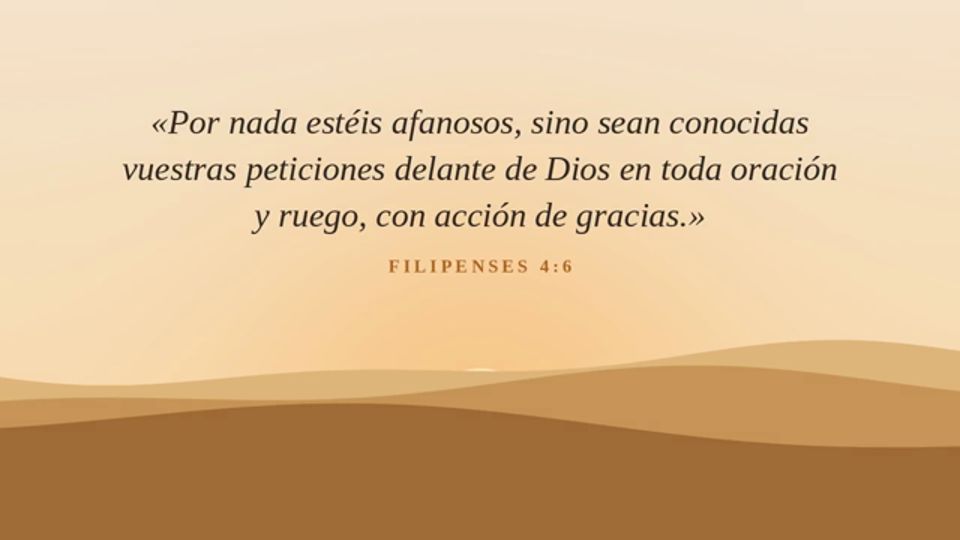 «Por nada estéis afanosos, sino sean conocidas
vuestras peticiones delante de Dios en toda oración
y ruego, con acción de gracias.»
FILIPENSES 4:6